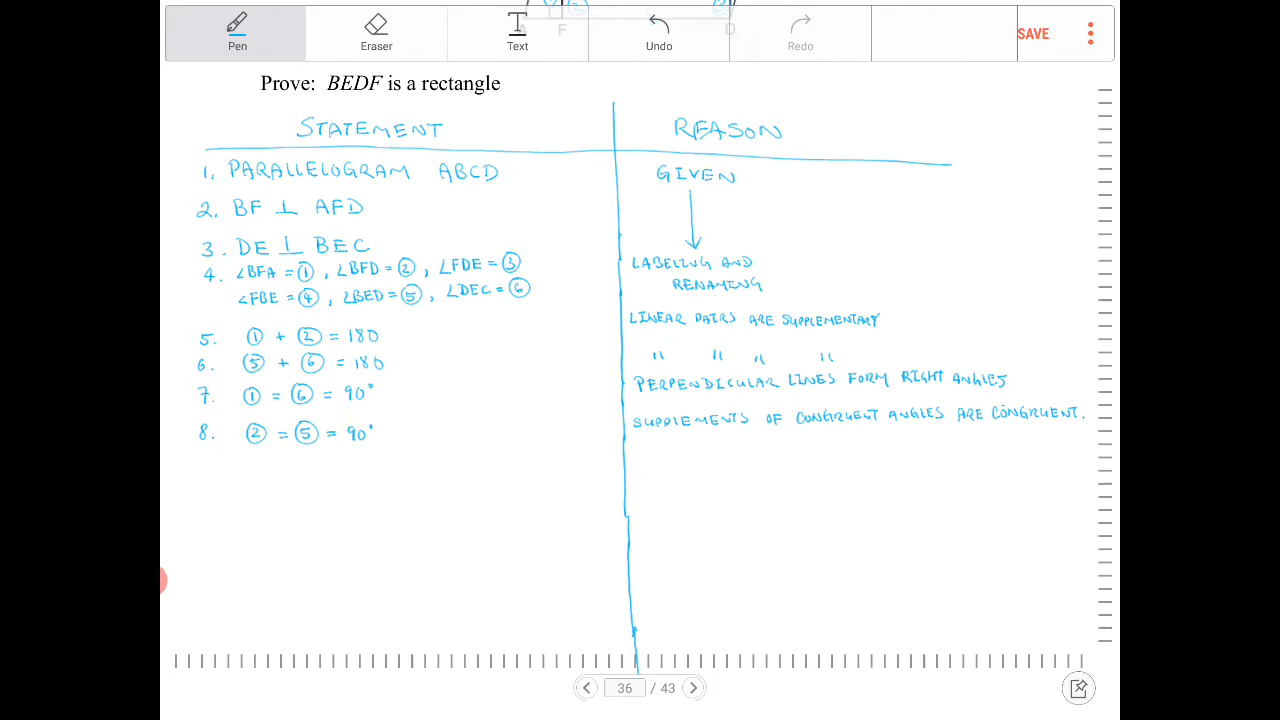 Pen Eraser Text Undo Redo SAVE
A F D
Prove: BEDF is a rectangle
STATEMENT REASON
1. PARALLELOGRAM ABCD GIVEN
2. BF ⊥ AFD
3. DE ⊥ BEC
4. ∠BFA = ①, ∠BFD = ②, ∠FDE = ③ LABELING AND
∠FBE = ④, ∠BED = ⑤, ∠DEC = ⑥ RENAMING
5. ① + ② = 180 LINEAR PAIRS ARE SUPPLEMENTARY
6. ⑤ + ⑥ = 180 " " " "
7. ① = ⑥ = 90° PERPENDICULAR LINES FORM RIGHT ANGLES
8. ② = ⑤ = 90° SUPPLEMENTS OF CONGRUENT ANGLES ARE CONGRUENT.
36 / 43